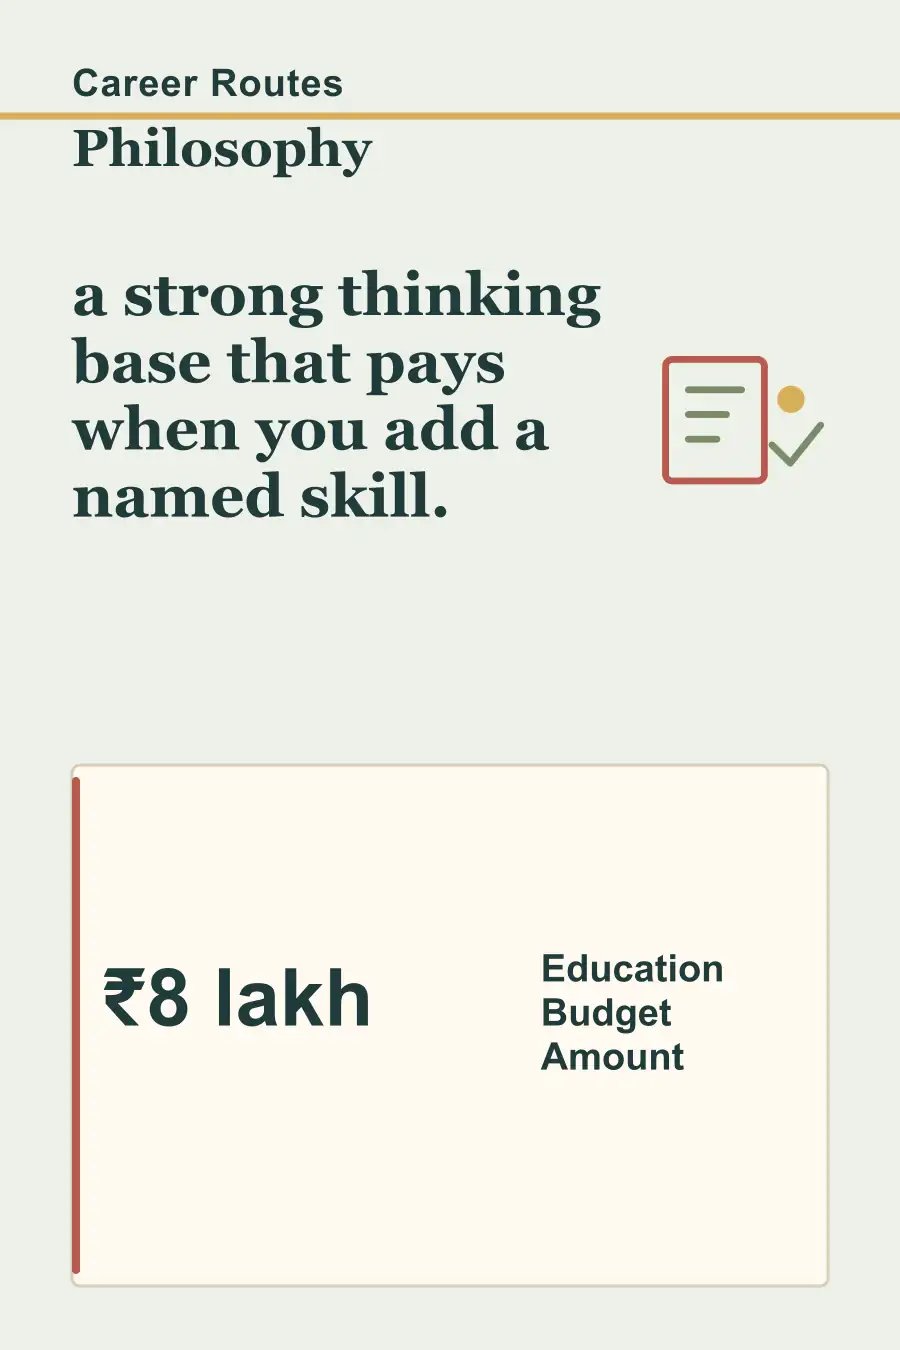 Career Routes
Philosophy
a strong thinking
base that pays
when you add a
named skill.
₹8 lakh
Education
Budget
Amount